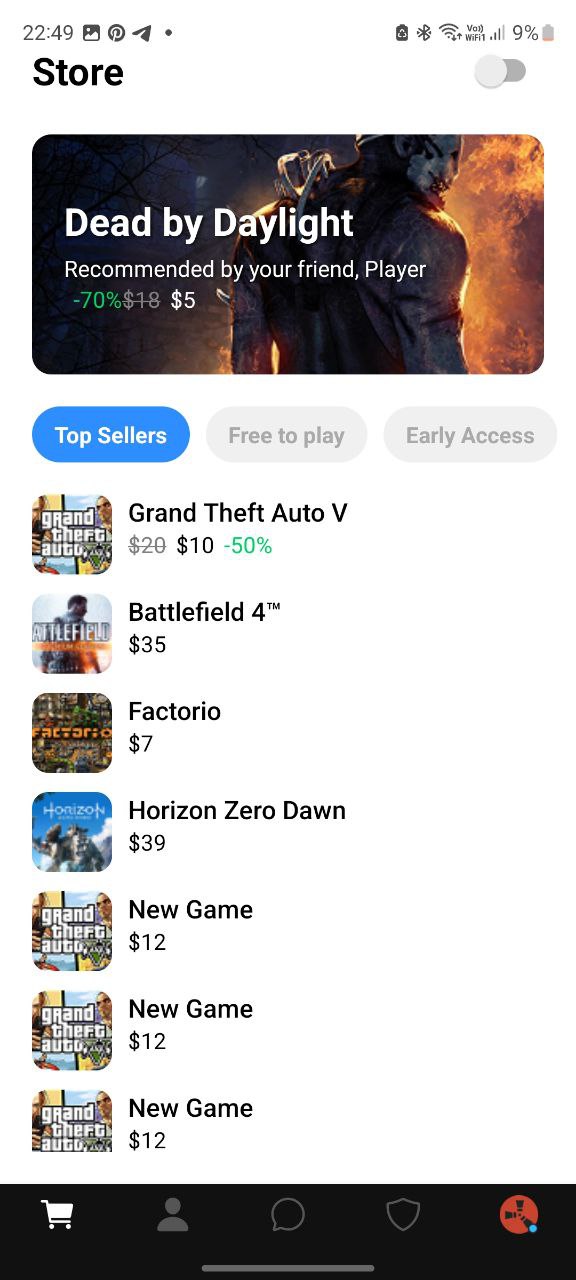 22:49
Vo))
WiFi1
9%
Store
Dead by Daylight
Recommended by your friend, Player
-70% $18 $5
Top Sellers
Free to play
Early Access
grand
theft
auto V
Grand Theft Auto V
$20 $10 -50%
BATTLEFIELD
Battlefield 4™
$35
FACTORIO
Factorio
$7
HORIZON
Horizon Zero Dawn
$39
grand
theft
auto V
New Game
$12
grand
theft
auto V
New Game
$12
grand
theft
auto
New Game
$12